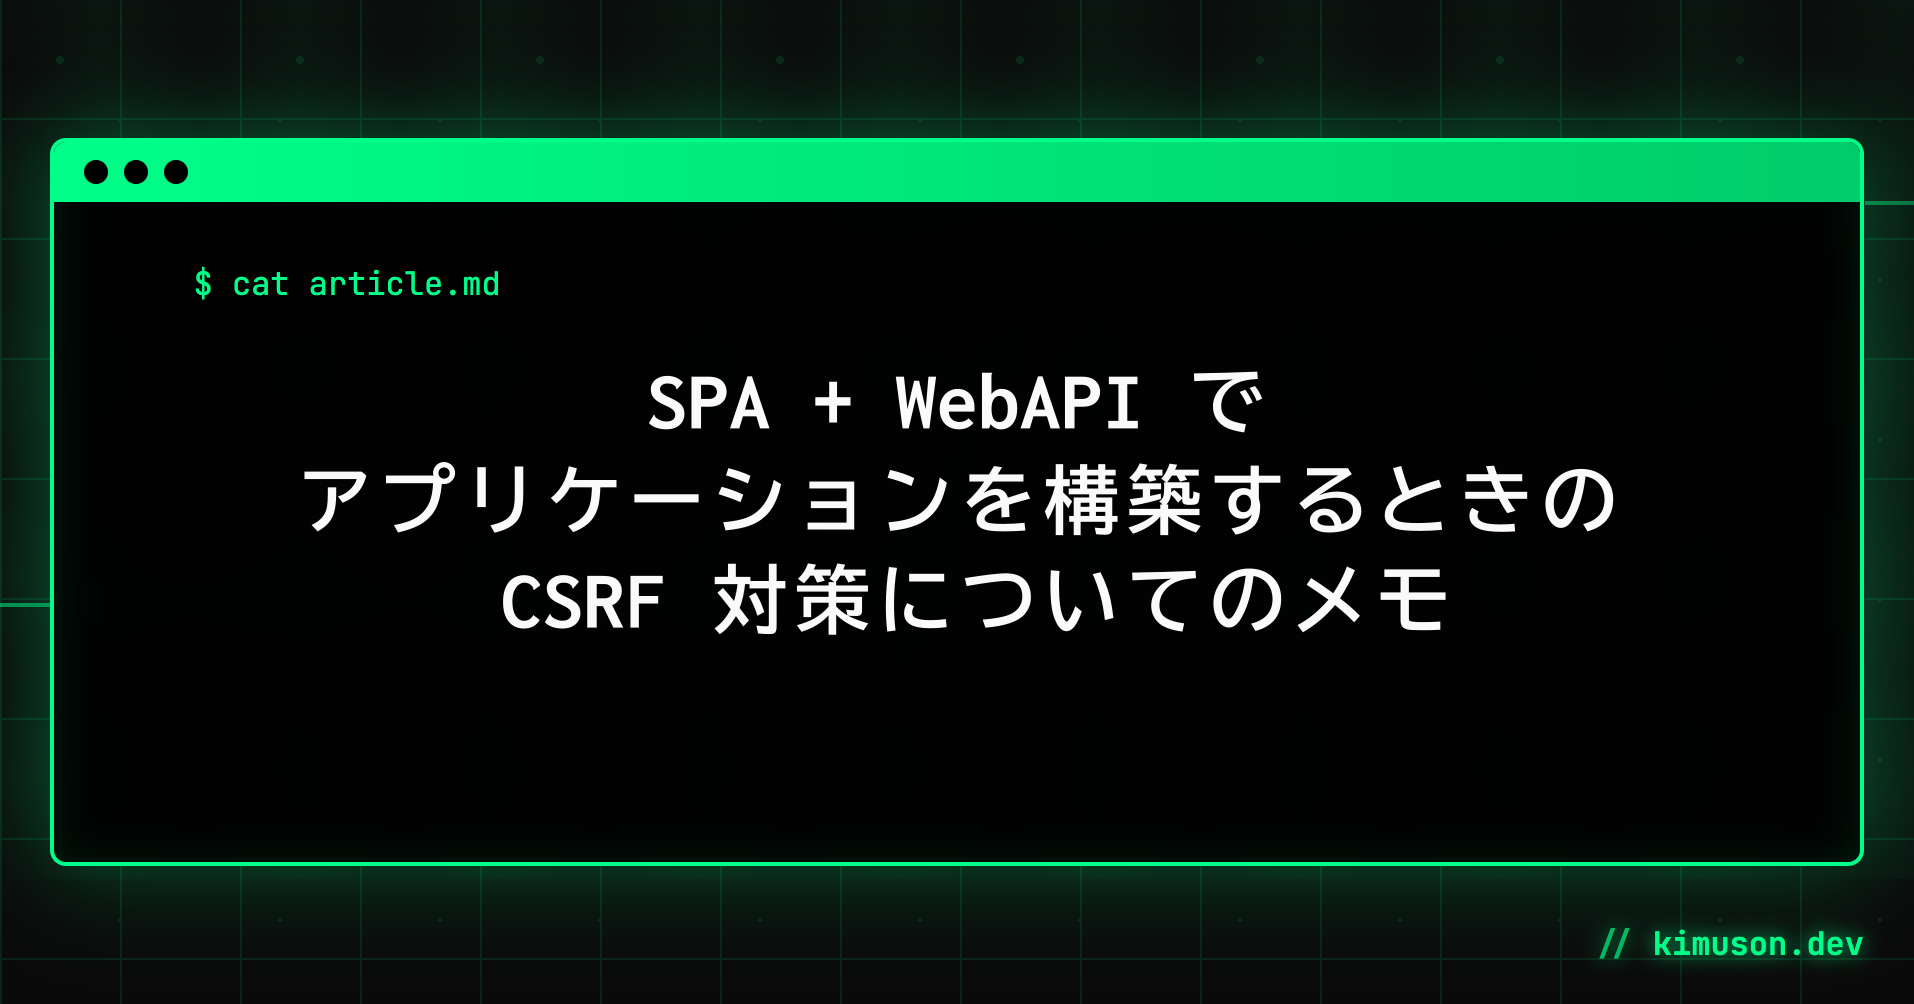 $ cat article.md
SPA + WebAPI で
アプリケーションを構築するときの
CSRF 対策についてのメモ
// kimuson.dev